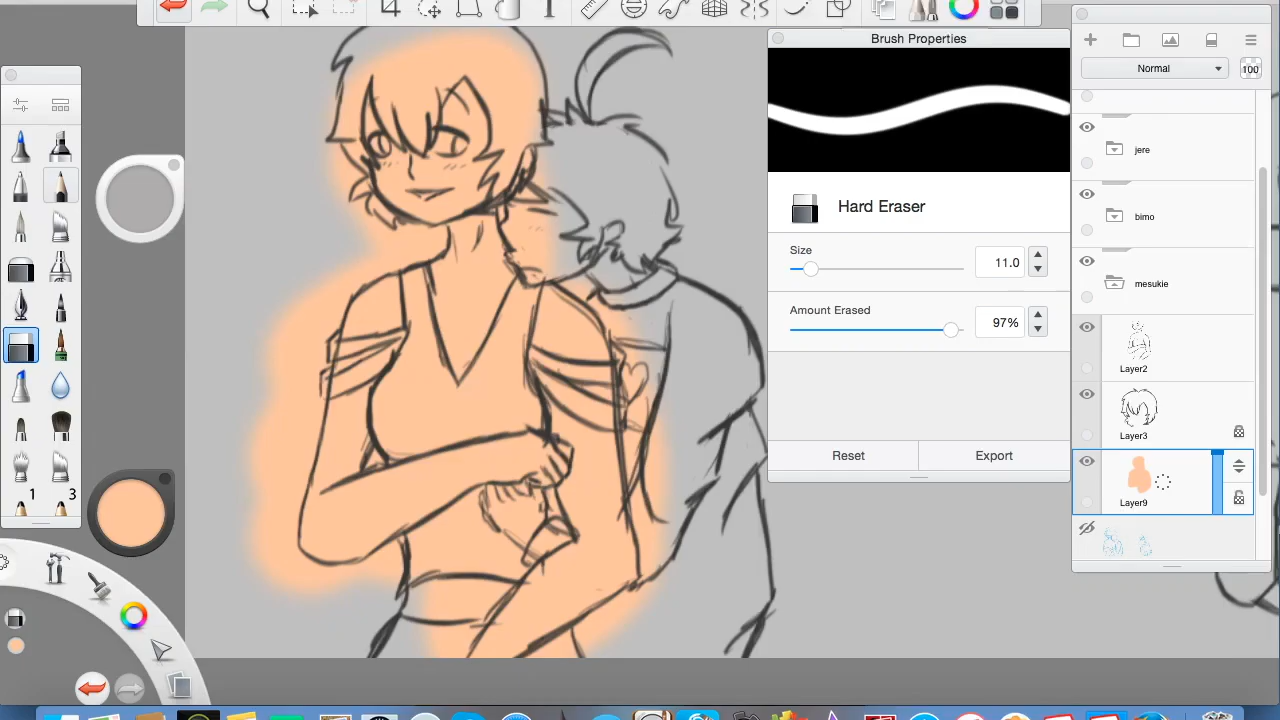 Brush Properties
Normal
100
Hard Eraser
Size
11.0
Amount Erased
97%
Reset
Export
jere
bimo
mesukie
Layer2
Layer3
Layer9
1
3